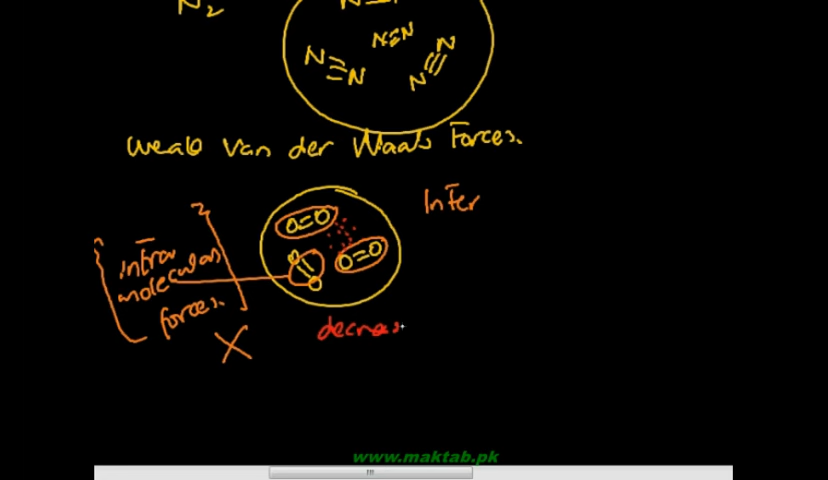 N2
N≡N
N≡N
N≡N
weak Van der Waals Forces.
Inter
O=O
O=O
O=O
intra
molecular
forces.
X
decreas
www.maktab.pk